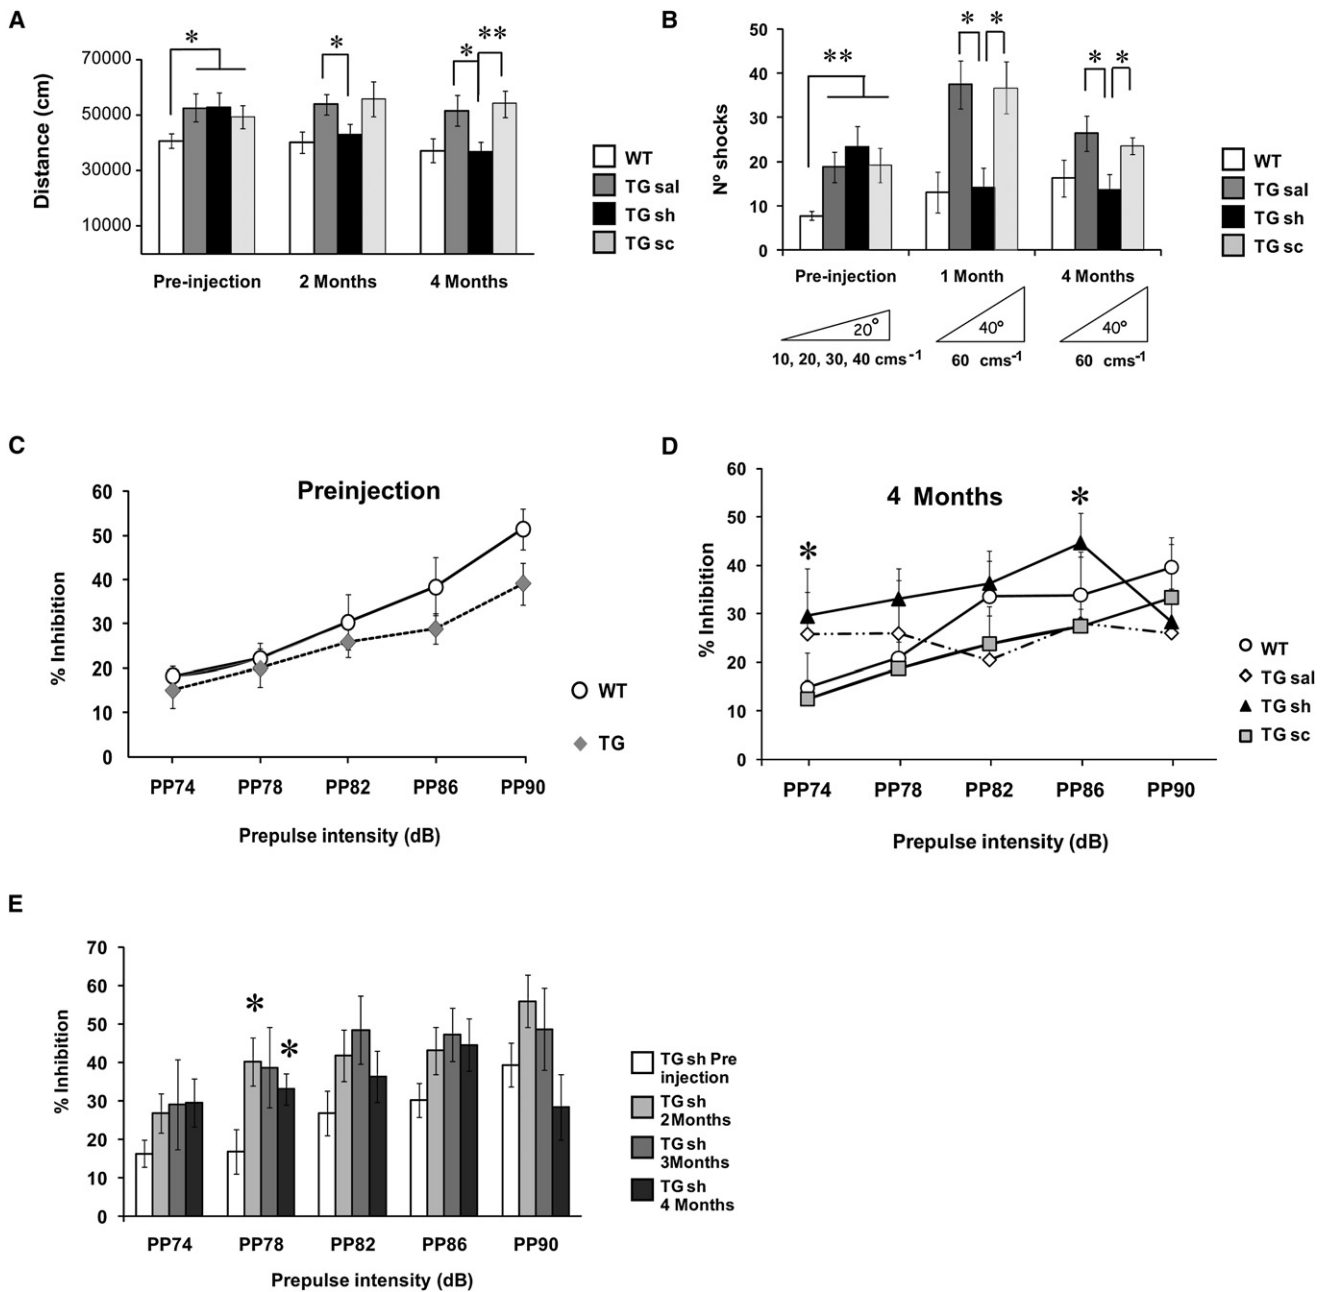 A
Distance (cm)
70000
50000
30000
10000
*
*
*
**
Pre-injection
2 Months
4 Months
WT
TG sal
TG sh
TG sc
B
Nº shocks
50
40
30
20
10
0
**
*
*
*
*
Pre-injection
1 Month
4 Months
20°
40°
40°
10, 20, 30, 40 cms-1
60 cms-1
60 cms-1
WT
TG sal
TG sh
TG sc
C
Preinjection
% Inhibition
60
50
40
30
20
10
0
PP74
PP78
PP82
PP86
PP90
Prepulse intensity (dB)
WT
TG
D
4 Months
% Inhibition
60
50
40
30
20
10
0
*
*
PP74
PP78
PP82
PP86
PP90
Prepulse intensity (dB)
WT
TG sal
TG sh
TG sc
E
% Inhibition
70
60
50
40
30
20
10
0
*
*
PP74
PP78
PP82
PP86
PP90
Prepulse intensity (dB)
TG sh Pre
injection
TG sh
2Months
TG sh
3Months
TG sh
4 Months